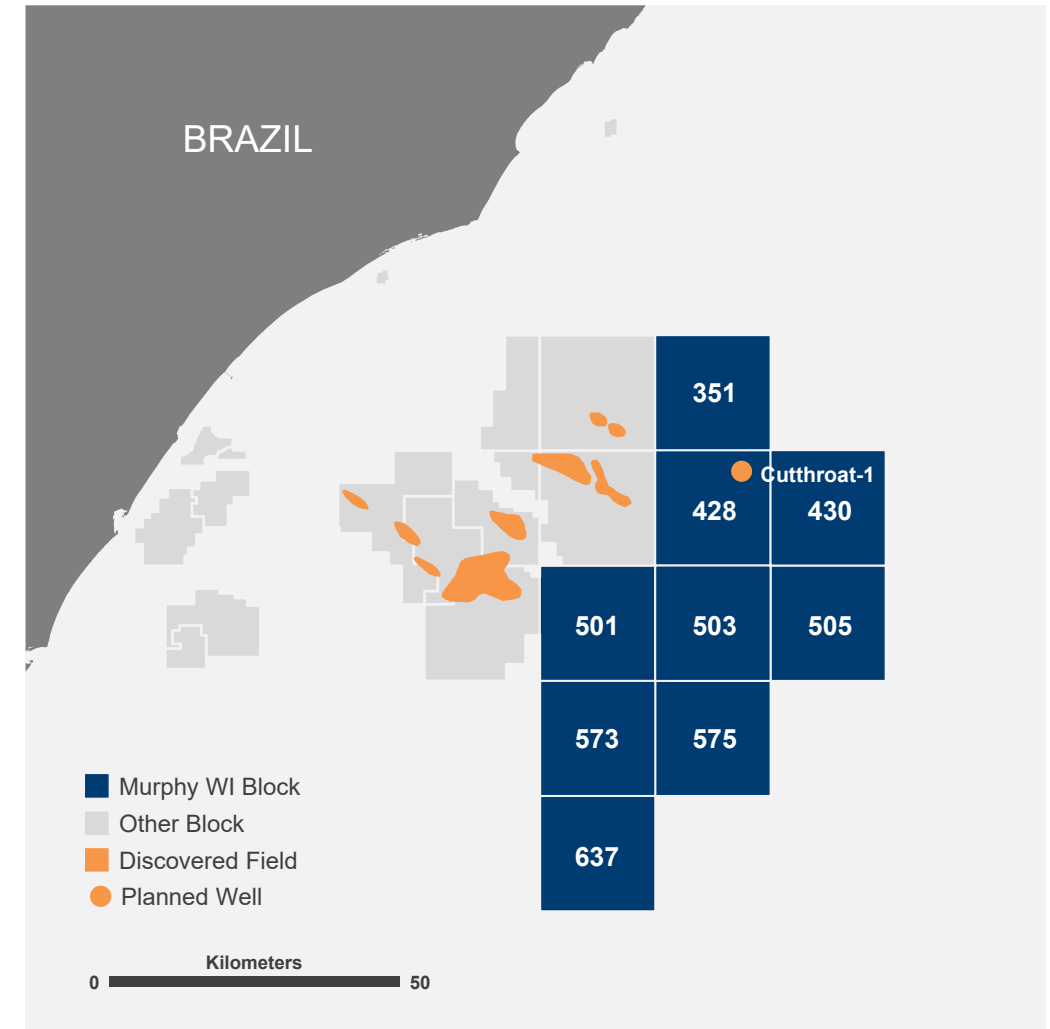 BRAZIL
351
Cutthroat-1
428
430
501
503
505
573
575
637
Murphy WI Block
Other Block
Discovered Field
Planned Well
Kilometers
0
50